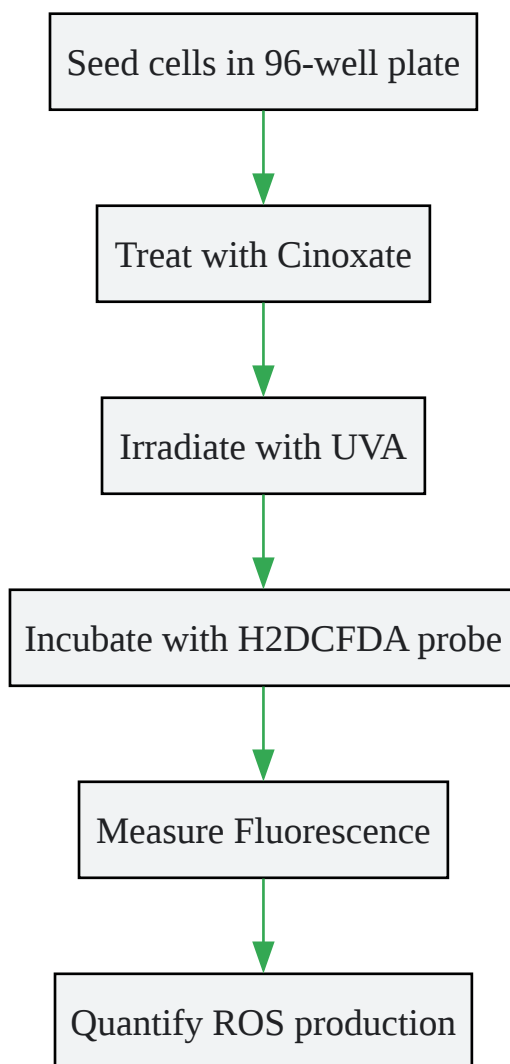 Seed cells in 96-well plate
Treat with Cinoxate
Irradiate with UVA
Incubate with H2DCFDA probe
Measure Fluorescence
Quantify ROS production